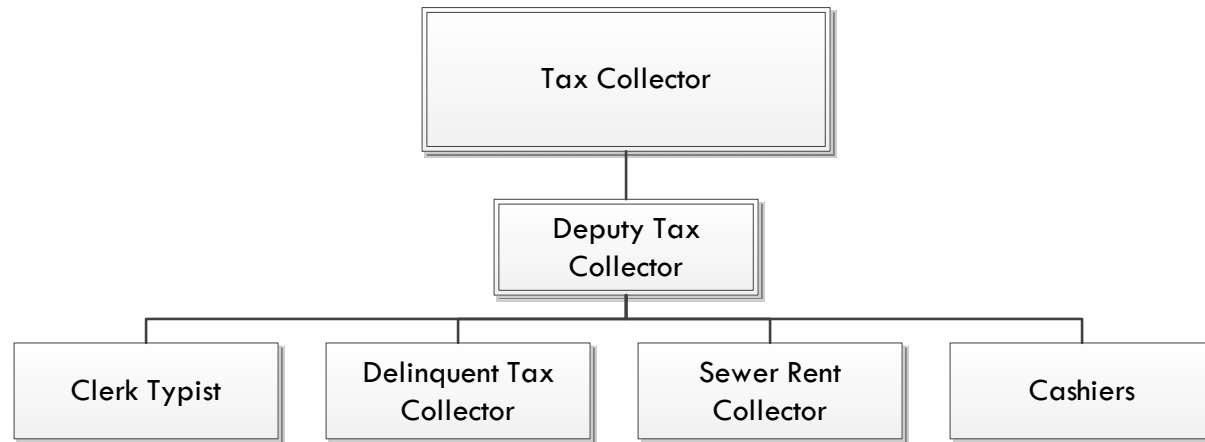 Tax Collector
Deputy Tax
Collector
Clerk Typist
Delinquent Tax
Collector
Sewer Rent
Collector
Cashiers